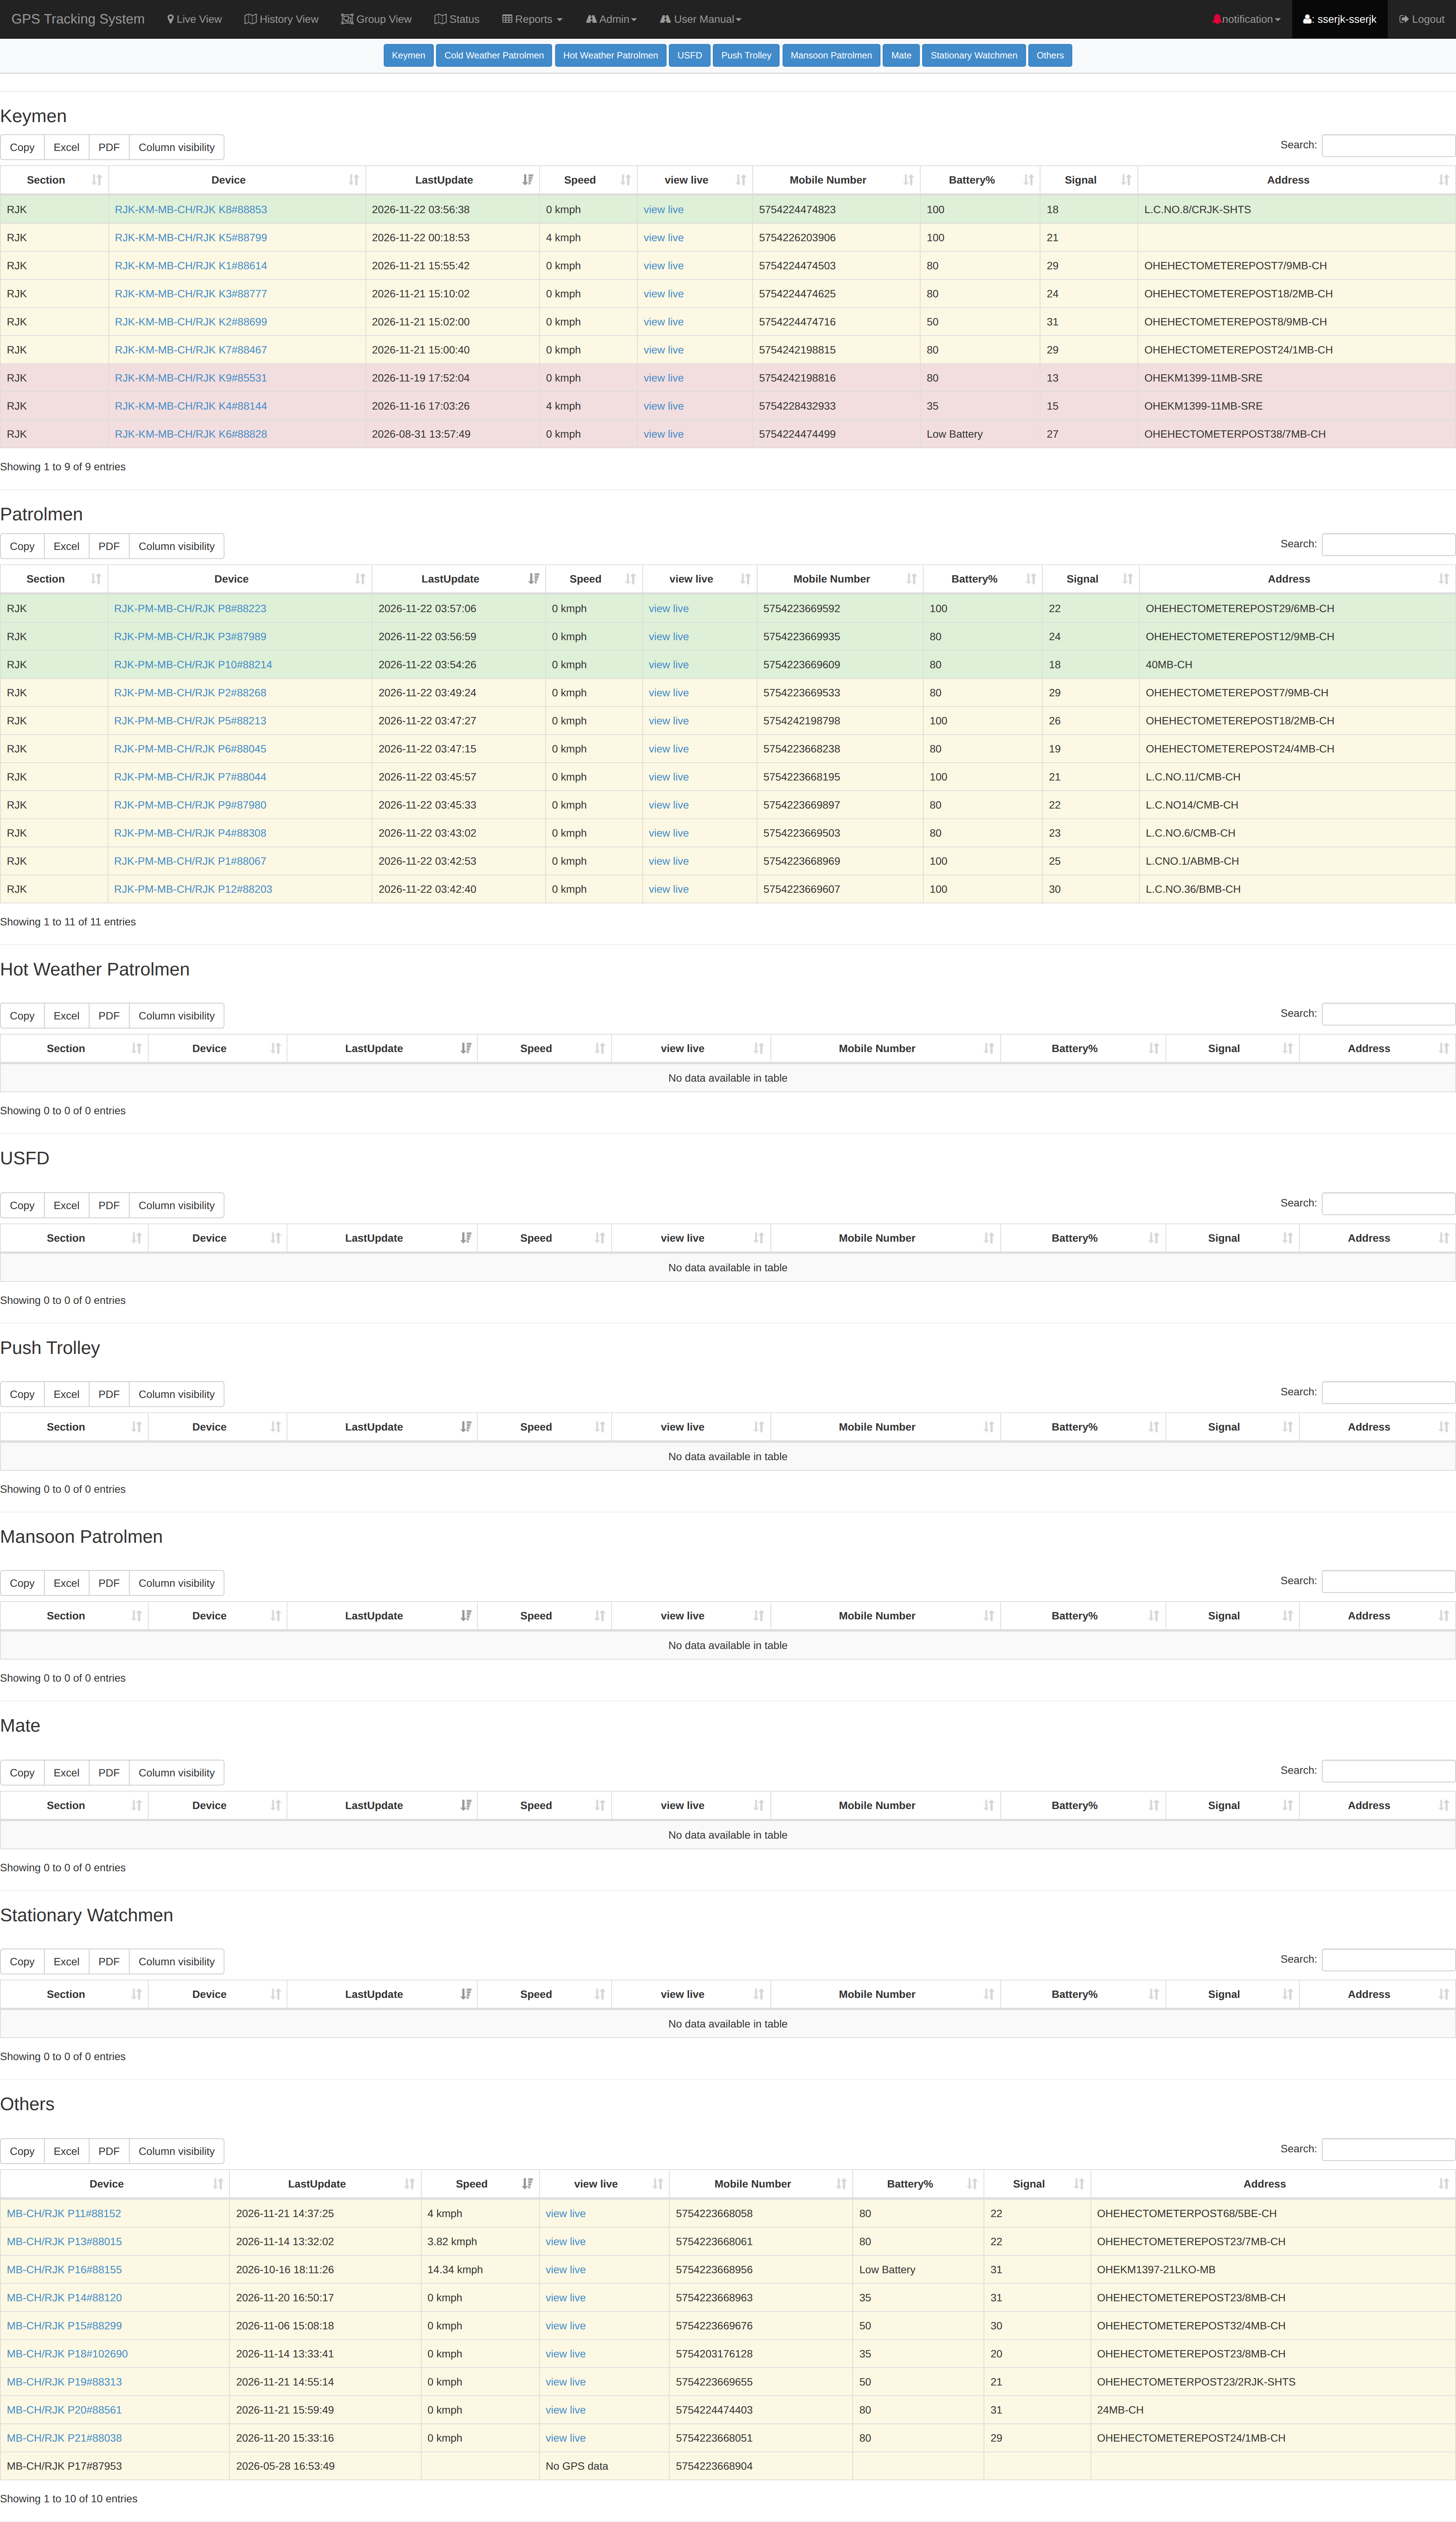 GPS Tracking System Live View History View Group View Status Reports Admin User Manual notification : sserjk-sserjk Logout
Keymen Cold Weather Patrolmen Hot Weather Patrolmen USFD Push Trolley Mansoon Patrolmen Mate Stationary Watchmen Others
Keymen
Copy Excel PDF Column visibility Search:
Section Device LastUpdate Speed view live Mobile Number Battery% Signal Address
RJK RJK-KM-MB-CH/RJK K8#88853 2026-11-22 03:56:38 0 kmph view live 5754224474823 100 18 L.C.NO.8/CRJK-SHTS
RJK RJK-KM-MB-CH/RJK K5#88799 2026-11-22 00:18:53 4 kmph view live 5754226203906 100 21
RJK RJK-KM-MB-CH/RJK K1#88614 2026-11-21 15:55:42 0 kmph view live 5754224474503 80 29 OHEHECTOMETEREPOST7/9MB-CH
RJK RJK-KM-MB-CH/RJK K3#88777 2026-11-21 15:10:02 0 kmph view live 5754224474625 80 24 OHEHECTOMETEREPOST18/2MB-CH
RJK RJK-KM-MB-CH/RJK K2#88699 2026-11-21 15:02:00 0 kmph view live 5754224474716 50 31 OHEHECTOMETEREPOST8/9MB-CH
RJK RJK-KM-MB-CH/RJK K7#88467 2026-11-21 15:00:40 0 kmph view live 5754242198815 80 29 OHEHECTOMETEREPOST24/1MB-CH
RJK RJK-KM-MB-CH/RJK K9#85531 2026-11-19 17:52:04 0 kmph view live 5754242198816 80 13 OHEKM1399-11MB-SRE
RJK RJK-KM-MB-CH/RJK K4#88144 2026-11-16 17:03:26 4 kmph view live 5754228432933 35 15 OHEKM1399-11MB-SRE
RJK RJK-KM-MB-CH/RJK K6#88828 2026-08-31 13:57:49 0 kmph view live 5754224474499 Low Battery 27 OHEHECTOMETERPOST38/7MB-CH
Showing 1 to 9 of 9 entries
Patrolmen
Copy Excel PDF Column visibility Search:
Section Device LastUpdate Speed view live Mobile Number Battery% Signal Address
RJK RJK-PM-MB-CH/RJK P8#88223 2026-11-22 03:57:06 0 kmph view live 5754223669592 100 22 OHEHECTOMETEREPOST29/6MB-CH
RJK RJK-PM-MB-CH/RJK P3#87989 2026-11-22 03:56:59 0 kmph view live 5754223669935 80 24 OHEHECTOMETEREPOST12/9MB-CH
RJK RJK-PM-MB-CH/RJK P10#88214 2026-11-22 03:54:26 0 kmph view live 5754223669609 80 18 40MB-CH
RJK RJK-PM-MB-CH/RJK P2#88268 2026-11-22 03:49:24 0 kmph view live 5754223669533 80 29 OHEHECTOMETEREPOST7/9MB-CH
RJK RJK-PM-MB-CH/RJK P5#88213 2026-11-22 03:47:27 0 kmph view live 5754242198798 100 26 OHEHECTOMETEREPOST18/2MB-CH
RJK RJK-PM-MB-CH/RJK P6#88045 2026-11-22 03:47:15 0 kmph view live 5754223668238 80 19 OHEHECTOMETEREPOST24/4MB-CH
RJK RJK-PM-MB-CH/RJK P7#88044 2026-11-22 03:45:57 0 kmph view live 5754223668195 100 21 L.C.NO.11/CMB-CH
RJK RJK-PM-MB-CH/RJK P9#87980 2026-11-22 03:45:33 0 kmph view live 5754223669897 80 22 L.C.NO14/CMB-CH
RJK RJK-PM-MB-CH/RJK P4#88308 2026-11-22 03:43:02 0 kmph view live 5754223669503 80 23 L.C.NO.6/CMB-CH
RJK RJK-PM-MB-CH/RJK P1#88067 2026-11-22 03:42:53 0 kmph view live 5754223668969 100 25 L.CNO.1/ABMB-CH
RJK RJK-PM-MB-CH/RJK P12#88203 2026-11-22 03:42:40 0 kmph view live 5754223669607 100 30 L.C.NO.36/BMB-CH
Showing 1 to 11 of 11 entries
Hot Weather Patrolmen
Copy Excel PDF Column visibility Search:
Section Device LastUpdate Speed view live Mobile Number Battery% Signal Address
No data available in table
Showing 0 to 0 of 0 entries
USFD
Copy Excel PDF Column visibility Search:
Section Device LastUpdate Speed view live Mobile Number Battery% Signal Address
No data available in table
Showing 0 to 0 of 0 entries
Push Trolley
Copy Excel PDF Column visibility Search:
Section Device LastUpdate Speed view live Mobile Number Battery% Signal Address
No data available in table
Showing 0 to 0 of 0 entries
Mansoon Patrolmen
Copy Excel PDF Column visibility Search:
Section Device LastUpdate Speed view live Mobile Number Battery% Signal Address
No data available in table
Showing 0 to 0 of 0 entries
Mate
Copy Excel PDF Column visibility Search:
Section Device LastUpdate Speed view live Mobile Number Battery% Signal Address
No data available in table
Showing 0 to 0 of 0 entries
Stationary Watchmen
Copy Excel PDF Column visibility Search:
Section Device LastUpdate Speed view live Mobile Number Battery% Signal Address
No data available in table
Showing 0 to 0 of 0 entries
Others
Copy Excel PDF Column visibility Search:
Device LastUpdate Speed view live Mobile Number Battery% Signal Address
MB-CH/RJK P11#88152 2026-11-21 14:37:25 4 kmph view live 5754223668058 80 22 OHEHECTOMETERPOST68/5BE-CH
MB-CH/RJK P13#88015 2026-11-14 13:32:02 3.82 kmph view live 5754223668061 80 22 OHEHECTOMETERPOST23/7MB-CH
MB-CH/RJK P16#88155 2026-10-16 18:11:26 14.34 kmph view live 5754223668956 Low Battery 31 OHEKM1397-21LKO-MB
MB-CH/RJK P14#88120 2026-11-20 16:50:17 0 kmph view live 5754223668963 35 31 OHEHECTOMETEREPOST23/8MB-CH
MB-CH/RJK P15#88299 2026-11-06 15:08:18 0 kmph view live 5754223669676 50 30 OHEHECTOMETEREPOST32/4MB-CH
MB-CH/RJK P18#102690 2026-11-14 13:33:41 0 kmph view live 5754203176128 35 20 OHEHECTOMETEREPOST23/8MB-CH
MB-CH/RJK P19#88313 2026-11-21 14:55:14 0 kmph view live 5754223669655 50 21 OHEHECTOMETERPOST23/2RJK-SHTS
MB-CH/RJK P20#88561 2026-11-21 15:59:49 0 kmph view live 5754224474403 80 31 24MB-CH
MB-CH/RJK P21#88038 2026-11-20 15:33:16 0 kmph view live 5754223668051 80 29 OHEHECTOMETEREPOST24/1MB-CH
MB-CH/RJK P17#87953 2026-05-28 16:53:49 No GPS data 5754223668904
Showing 1 to 10 of 10 entries